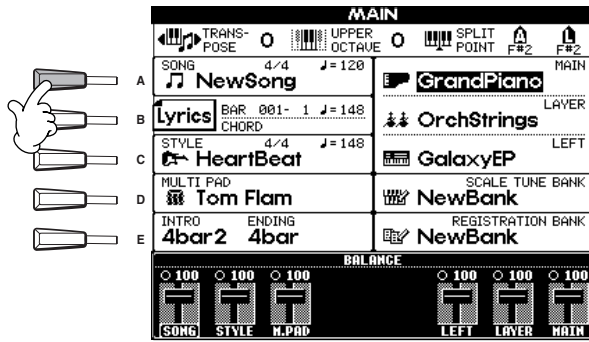 MAIN
TRANS-
POSE 0
UPPER
OCTAVE 0
SPLIT
POINT
A
F#2
L
F#2
A
SONG 4/4 ♩=120
NewSong
MAIN
GrandPiano
B
Lyrics BAR 001- 1 ♩=148
CHORD
LAYER
OrchStrings
C
STYLE 4/4 ♩=148
HeartBeat
LEFT
GalaxyEP
D
MULTI PAD
Tom Flam
SCALE TUNE BANK
NewBank
E
INTRO ENDING
4bar2 4bar
REGISTRATION BANK
NewBank
BALANCE
100 100 100 100 100 100
SONG STYLE M.PAD LEFT LAYER MAIN